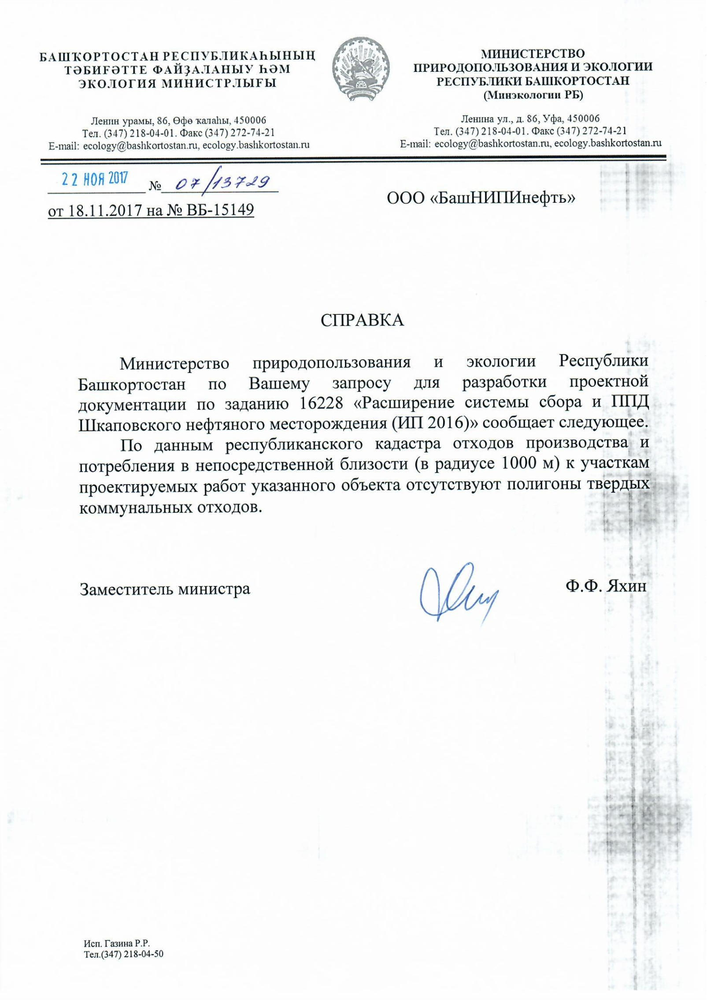 БАШҠОРТОСТАН РЕСПУБЛИКАҺЫНЫҢ
ТӘБИҒӘТТЕ ФАЙҘАЛАНЫУ ҺӘМ
ЭКОЛОГИЯ МИНИСТРЛЫҒЫ
Ленин урамы, 86, Өфө ҡалаһы, 450006
Тел. (347) 218-04-01. Факс (347) 272-74-21
E-mail: ecology@bashkortostan.ru, ecology.bashkortostan.ru
МИНИСТЕРСТВО
ПРИРОДОПОЛЬЗОВАНИЯ И ЭКОЛОГИИ
РЕСПУБЛИКИ БАШКОРТОСТАН
(Минэкологии РБ)
Ленина ул., д. 86, Уфа, 450006
Тел. (347) 218-04-01. Факс (347) 272-74-21
E-mail: ecology@bashkortostan.ru, ecology.bashkortostan.ru
22 НОЯ 2017 № 07/13729
от 18.11.2017 на № ВБ-15149
ООО «БашНИПИнефть»
СПРАВКА
Министерство природопользования и экологии Республики
Башкортостан по Вашему запросу для разработки проектной
документации по заданию 16228 «Расширение системы сбора и ППД
Шкаповского нефтяного месторождения (ИП 2016)» сообщает следующее.
По данным республиканского кадастра отходов производства и
потребления в непосредственной близости (в радиусе 1000 м) к участкам
проектируемых работ указанного объекта отсутствуют полигоны твердых
коммунальных отходов.
Заместитель министра Ф.Ф. Яхин
Исп. Газина Р.Р.
Тел.(347) 218-04-50